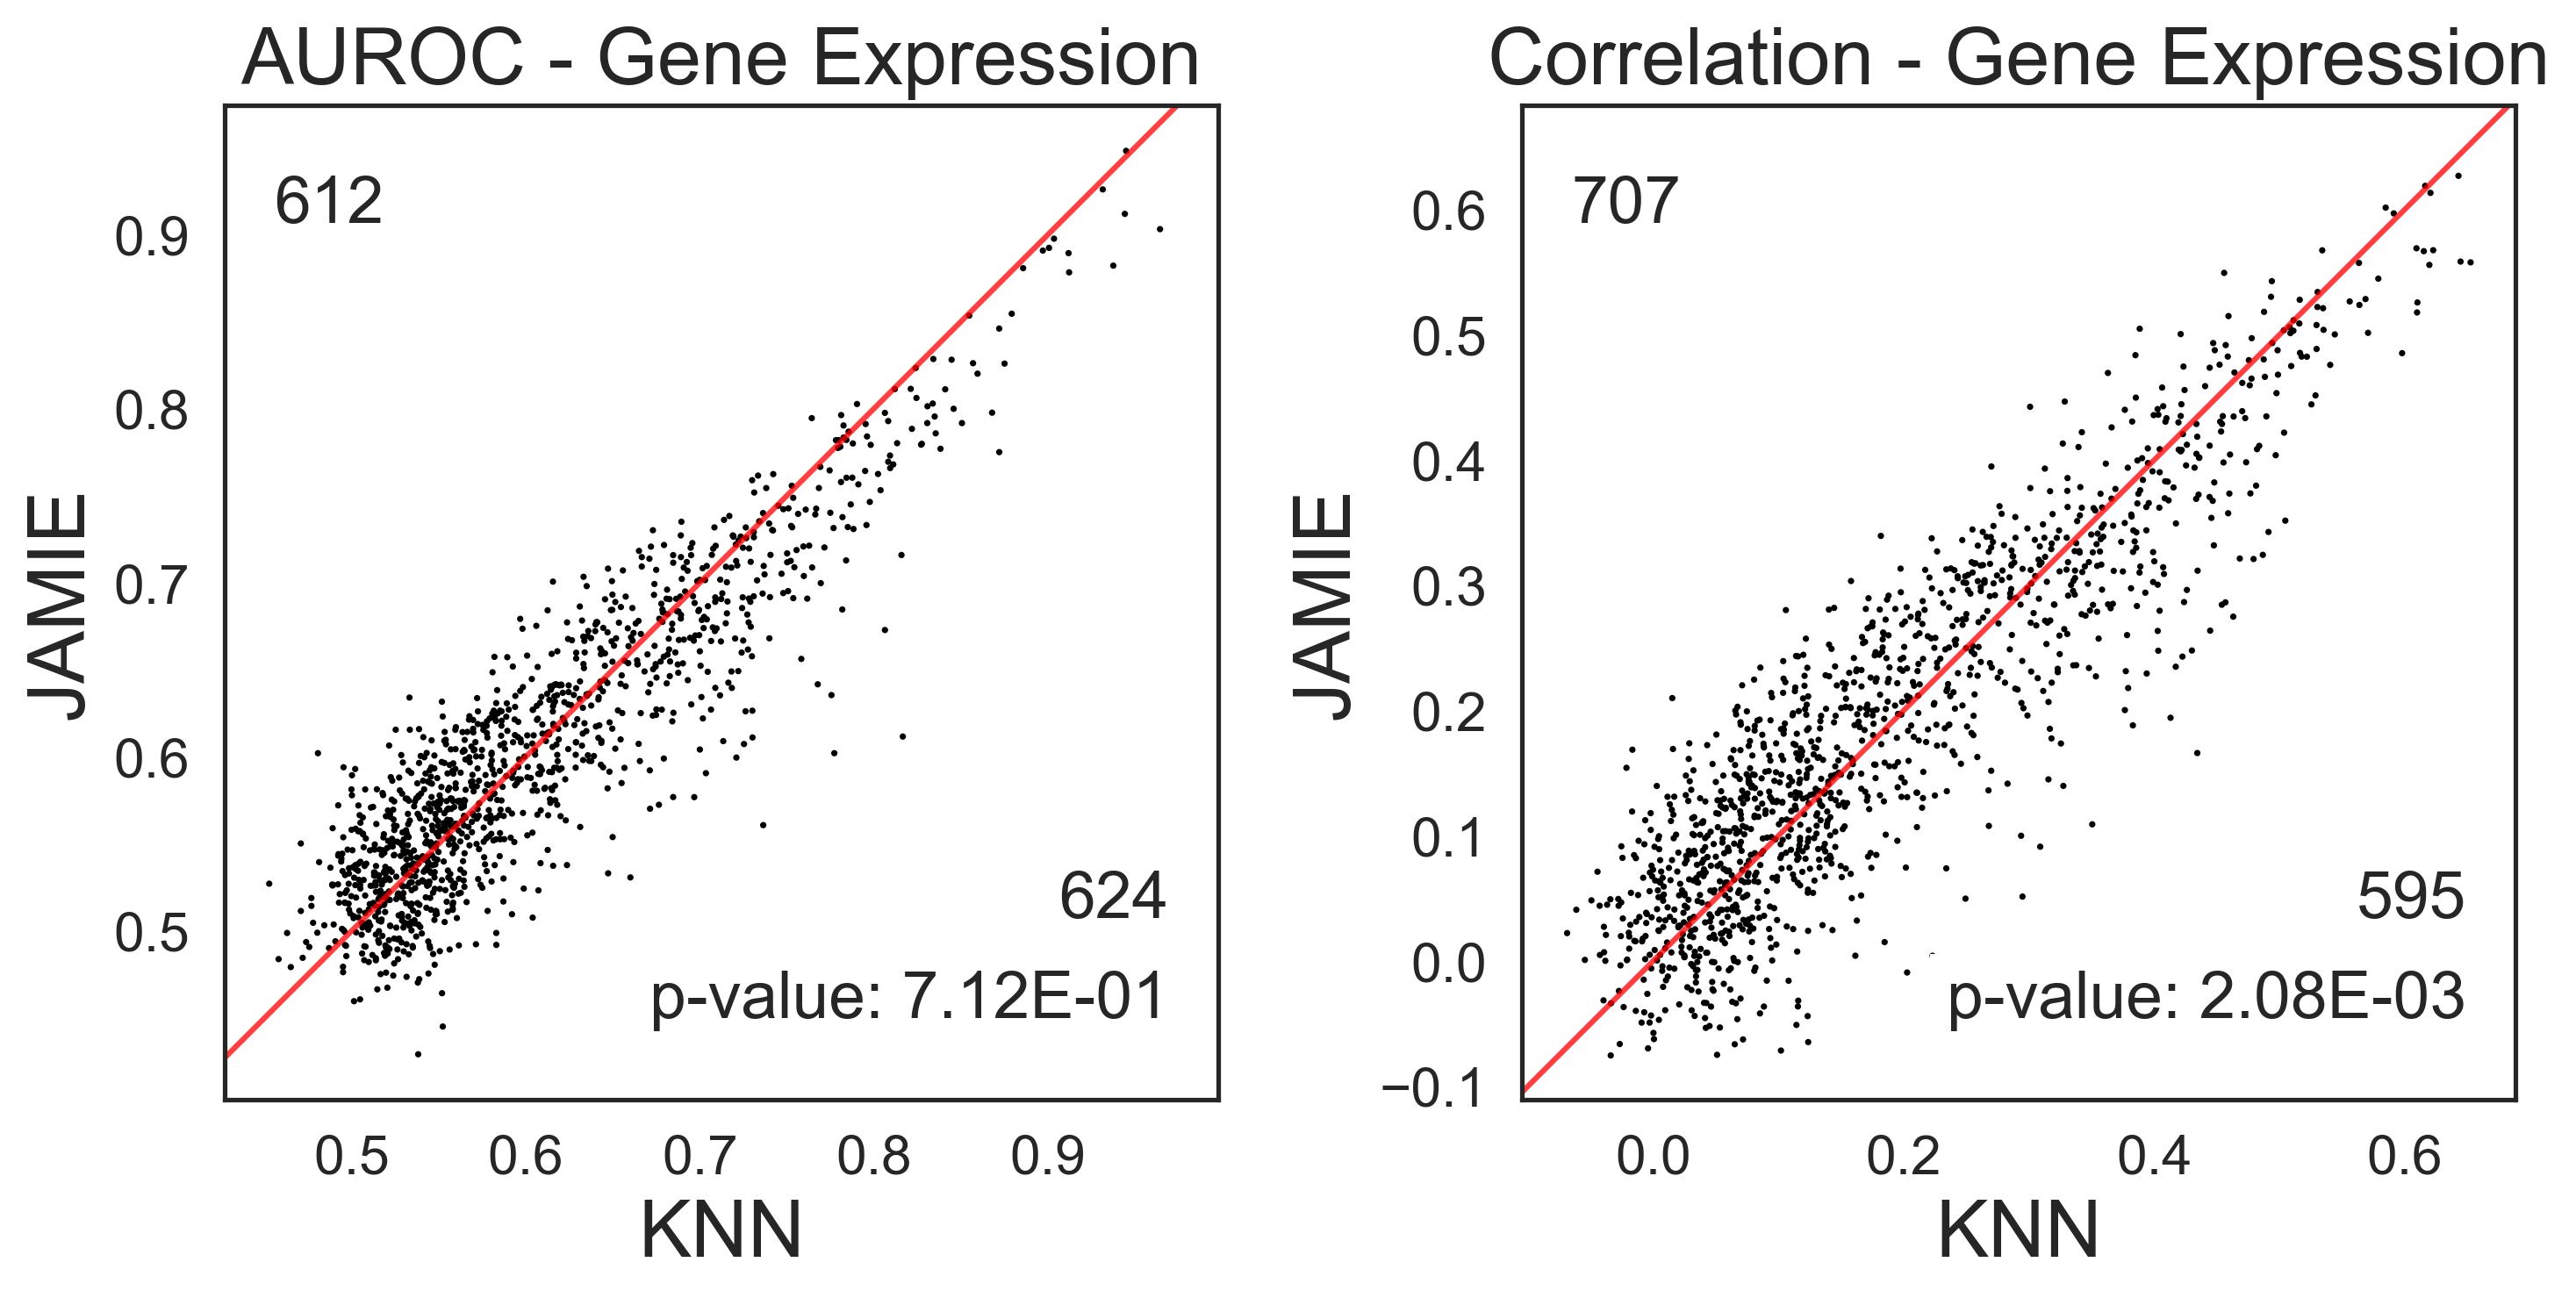 AUROC - Gene Expression
612
624
p-value: 7.12E-01
JAMIE
0.9
0.8
0.7
0.6
0.5
0.5 0.6 0.7 0.8 0.9
KNN
Correlation - Gene Expression
707
595
p-value: 2.08E-03
JAMIE
0.6
0.5
0.4
0.3
0.2
0.1
0.0
−0.1
0.0 0.2 0.4 0.6
KNN